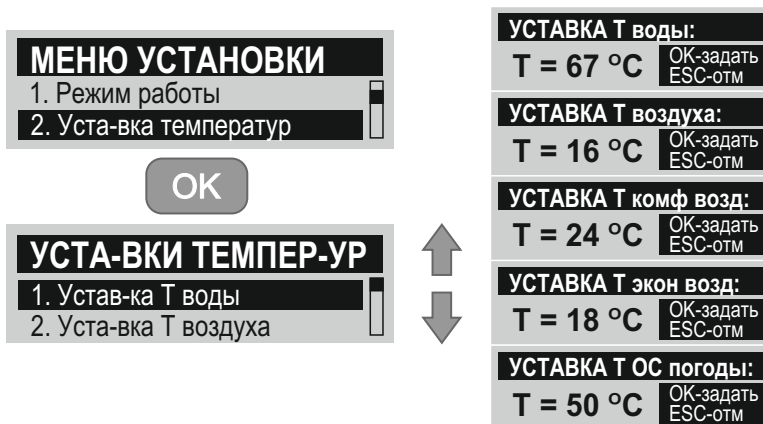 МЕНЮ УСТАНОВКИ
1. Режим работы
2. Уста-вка температур
OK
УСТА-ВКИ ТЕМПЕР-УР
1. Устав-ка Т воды
2. Уста-вка Т воздуха
УСТАВКА Т воды:
T = 67 °C
OK-задать
ESC-отм
УСТАВКА Т воздуха:
T = 16 °C
OK-задать
ESC-отм
УСТАВКА Т комф возд:
T = 24 °C
OK-задать
ESC-отм
УСТАВКА Т экон возд:
T = 18 °C
OK-задать
ESC-отм
УСТАВКА Т ОС погоды:
T = 50 °C
OK-задать
ESC-отм